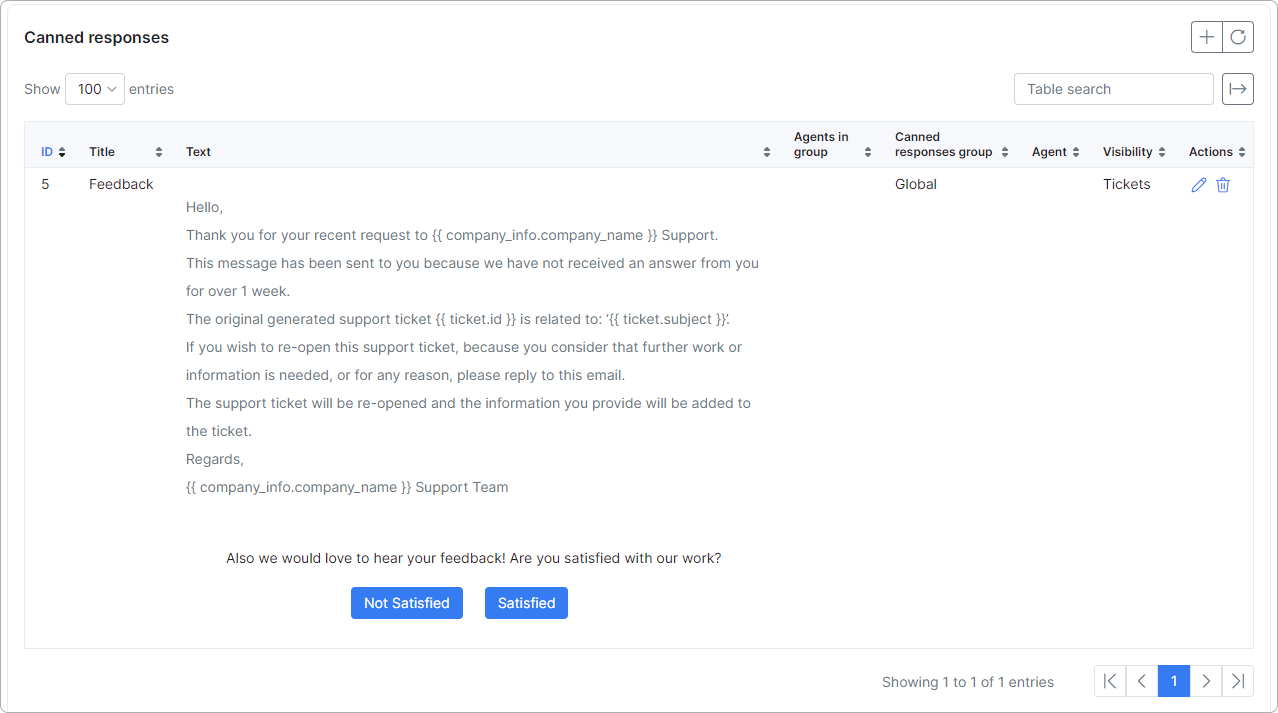 Canned responses
Show 100 entries
Table search
ID Title Text Agents in group Canned responses group Agent Visibility Actions
5 Feedback Global Tickets
Hello,
Thank you for your recent request to {{ company_info.company_name }} Support.
This message has been sent to you because we have not received an answer from you
for over 1 week.
The original generated support ticket {{ ticket.id }} is related to: ‘{{ ticket.subject }}’.
If you wish to re-open this support ticket, because you consider that further work or
information is needed, or for any reason, please reply to this email.
The support ticket will be re-opened and the information you provide will be added to
the ticket.
Regards,
{{ company_info.company_name }} Support Team
Also we would love to hear your feedback! Are you satisfied with our work?
Not Satisfied Satisfied
Showing 1 to 1 of 1 entries 1